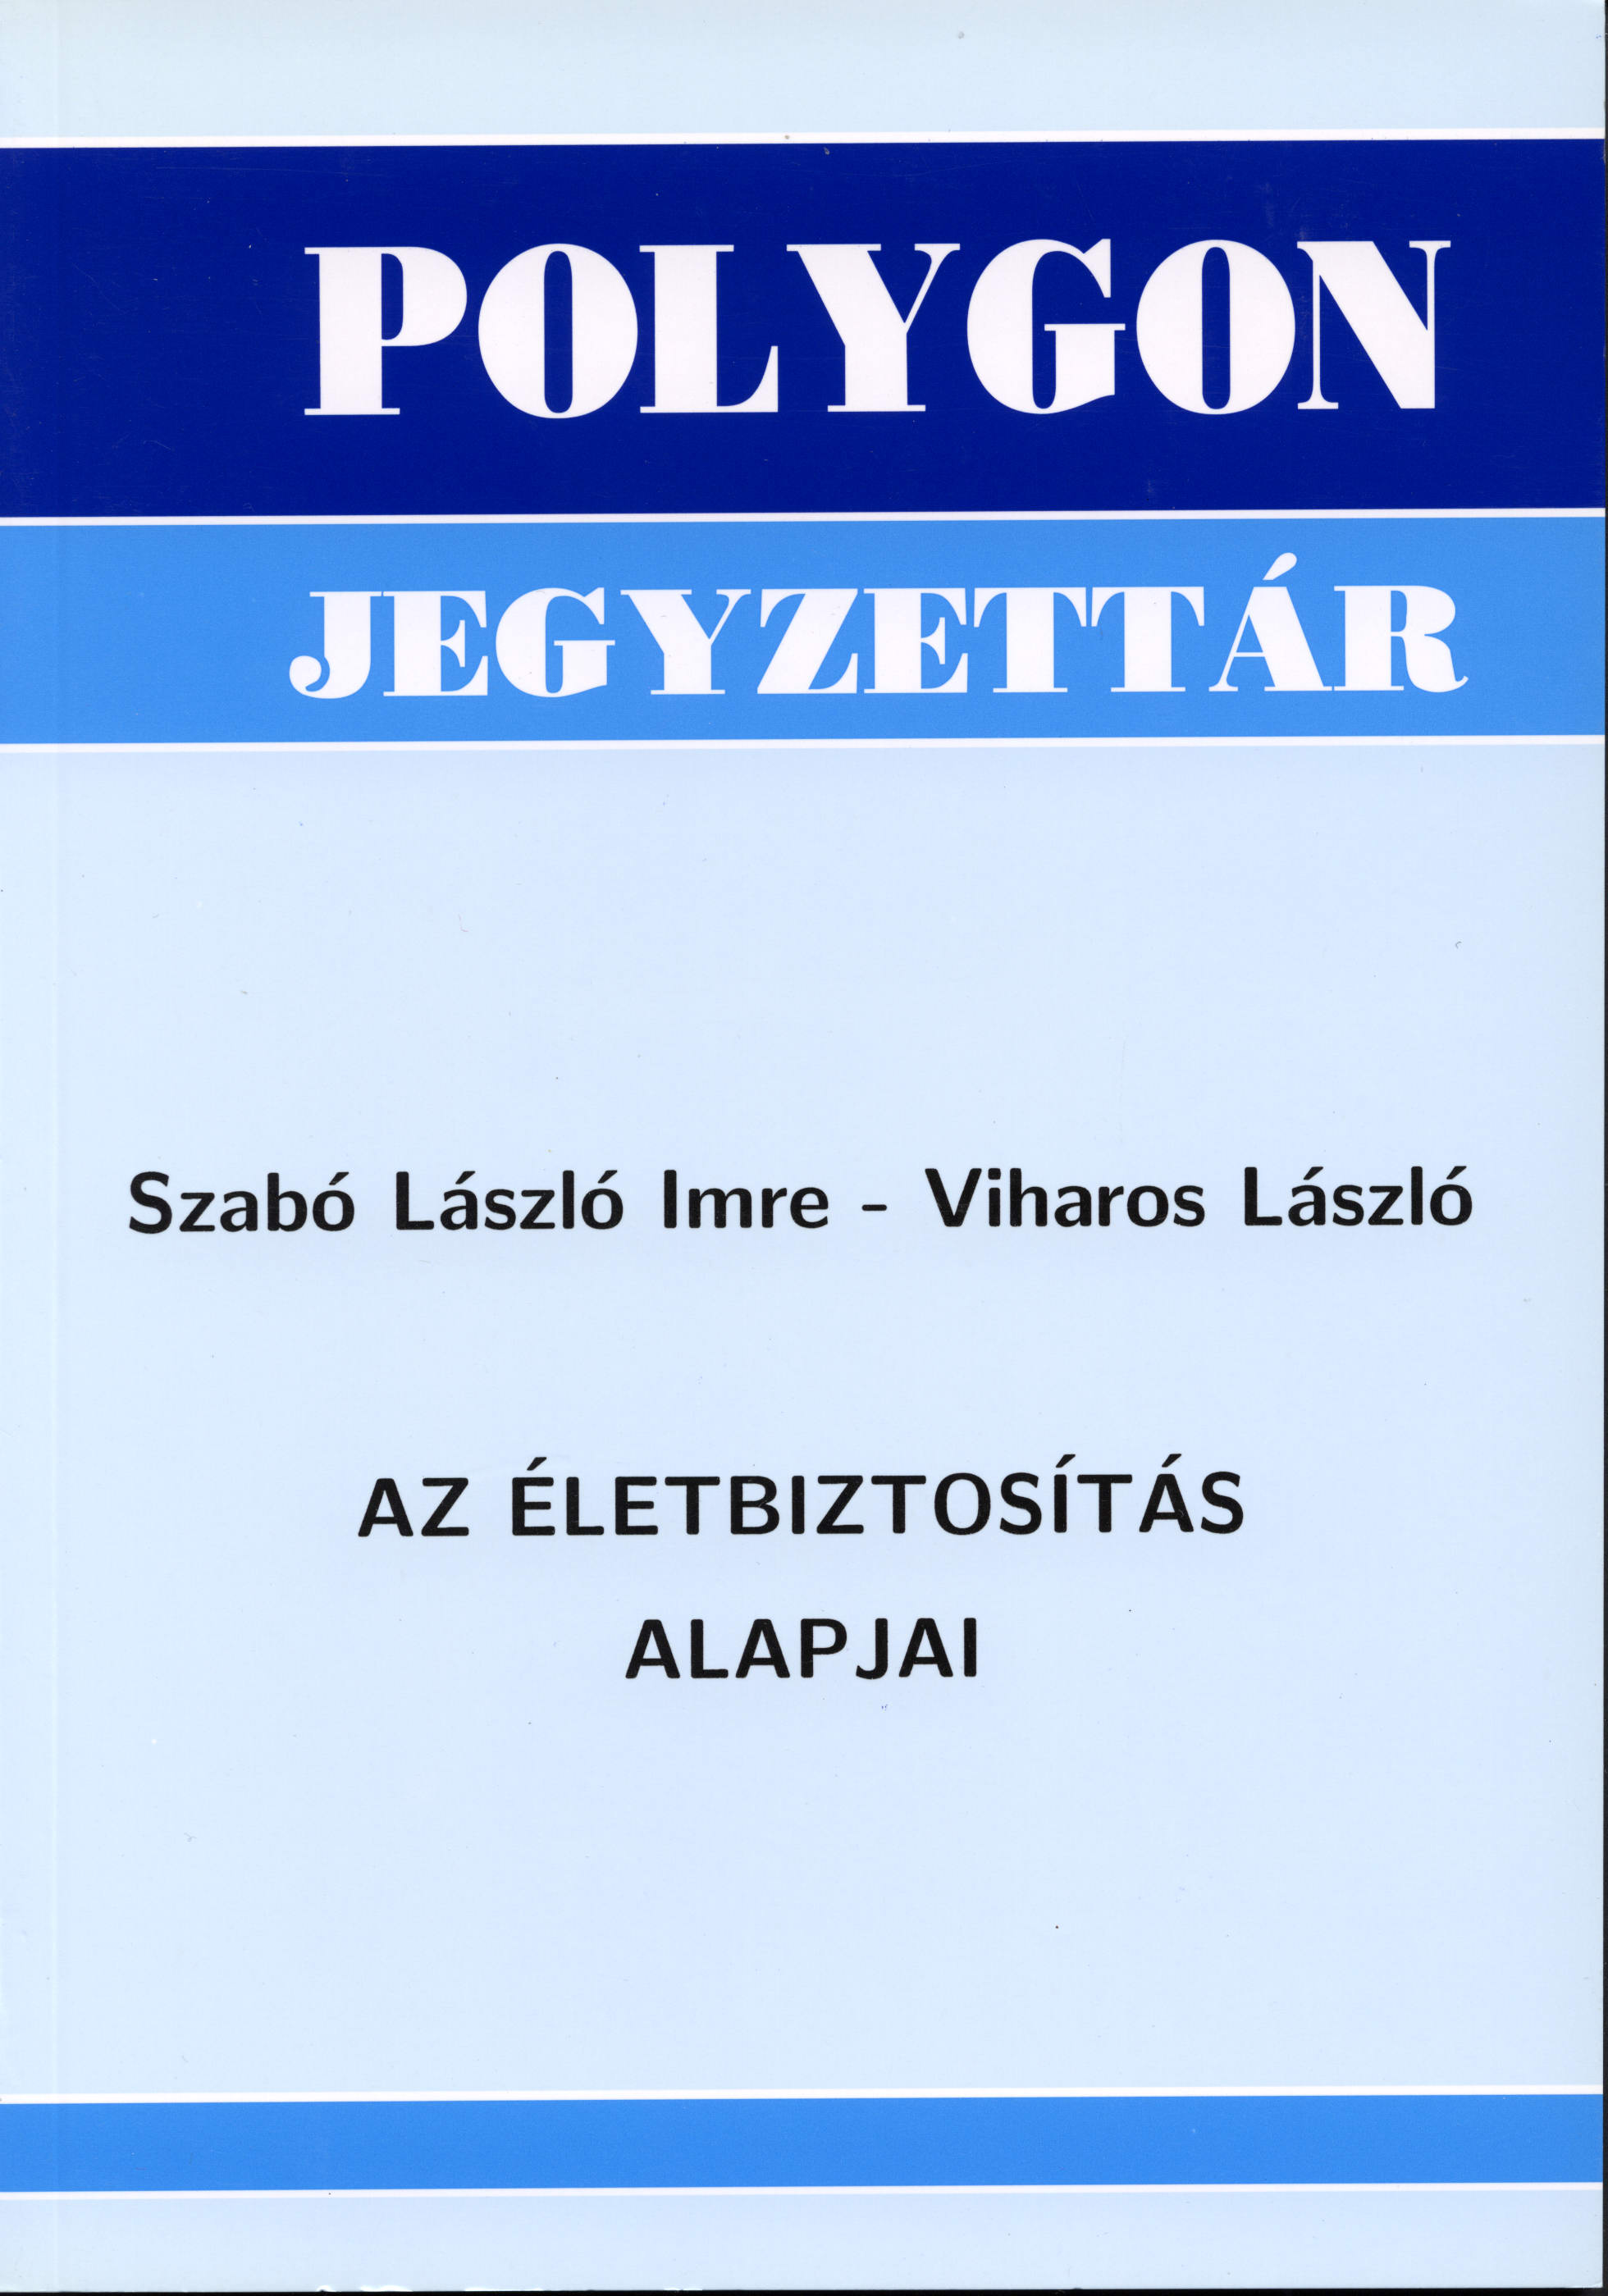 POLYGON
JEGYZETTÁR
Szabó László Imre - Viharos László
AZ ÉLETBIZTOSÍTÁS
ALAPJAI